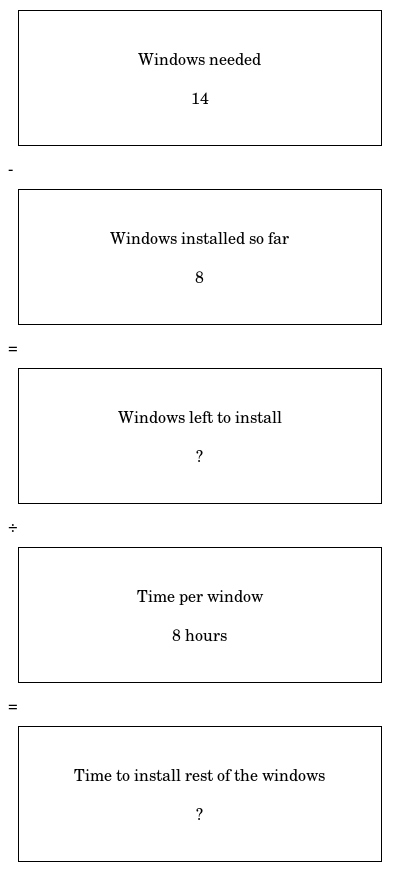 Windows needed
14
-
Windows installed so far
8
=
Windows left to install
?
÷
Time per window
8 hours
=
Time to install rest of the windows
?